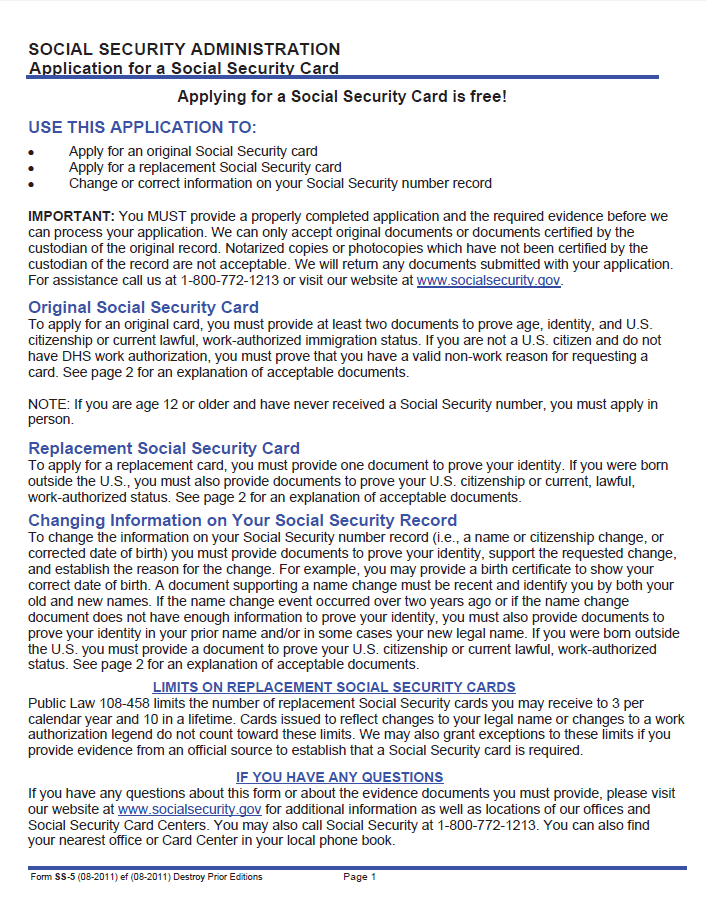 SOCIAL SECURITY ADMINISTRATION
Application for a Social Security Card
Applying for a Social Security Card is free!
USE THIS APPLICATION TO:
● Apply for an original Social Security card
● Apply for a replacement Social Security card
● Change or correct information on your Social Security number record
IMPORTANT: You MUST provide a properly completed application and the required evidence before we
can process your application. We can only accept original documents or documents certified by the
custodian of the original record. Notarized copies or photocopies which have not been certified by the
custodian of the record are not acceptable. We will return any documents submitted with your application.
For assistance call us at 1-800-772-1213 or visit our website at www.socialsecurity.gov.
Original Social Security Card
To apply for an original card, you must provide at least two documents to prove age, identity, and U.S.
citizenship or current lawful, work-authorized immigration status. If you are not a U.S. citizen and do not
have DHS work authorization, you must prove that you have a valid non-work reason for requesting a
card. See page 2 for an explanation of acceptable documents.
NOTE: If you are age 12 or older and have never received a Social Security number, you must apply in
person.
Replacement Social Security Card
To apply for a replacement card, you must provide one document to prove your identity. If you were born
outside the U.S., you must also provide documents to prove your U.S. citizenship or current, lawful,
work-authorized status. See page 2 for an explanation of acceptable documents.
Changing Information on Your Social Security Record
To change the information on your Social Security number record (i.e., a name or citizenship change, or
corrected date of birth) you must provide documents to prove your identity, support the requested change,
and establish the reason for the change. For example, you may provide a birth certificate to show your
correct date of birth. A document supporting a name change must be recent and identify you by both your
old and new names. If the name change event occurred over two years ago or if the name change
document does not have enough information to prove your identity, you must also provide documents to
prove your identity in your prior name and/or in some cases your new legal name. If you were born outside
the U.S. you must provide a document to prove your U.S. citizenship or current lawful, work-authorized
status. See page 2 for an explanation of acceptable documents.
LIMITS ON REPLACEMENT SOCIAL SECURITY CARDS
Public Law 108-458 limits the number of replacement Social Security cards you may receive to 3 per
calendar year and 10 in a lifetime. Cards issued to reflect changes to your legal name or changes to a work
authorization legend do not count toward these limits. We may also grant exceptions to these limits if you
provide evidence from an official source to establish that a Social Security card is required.
IF YOU HAVE ANY QUESTIONS
If you have any questions about this form or about the evidence documents you must provide, please visit
our website at www.socialsecurity.gov for additional information as well as locations of our offices and
Social Security Card Centers. You may also call Social Security at 1-800-772-1213. You can also find
your nearest office or Card Center in your local phone book.
Form SS-5 (08-2011) ef (08-2011) Destroy Prior Editions Page 1